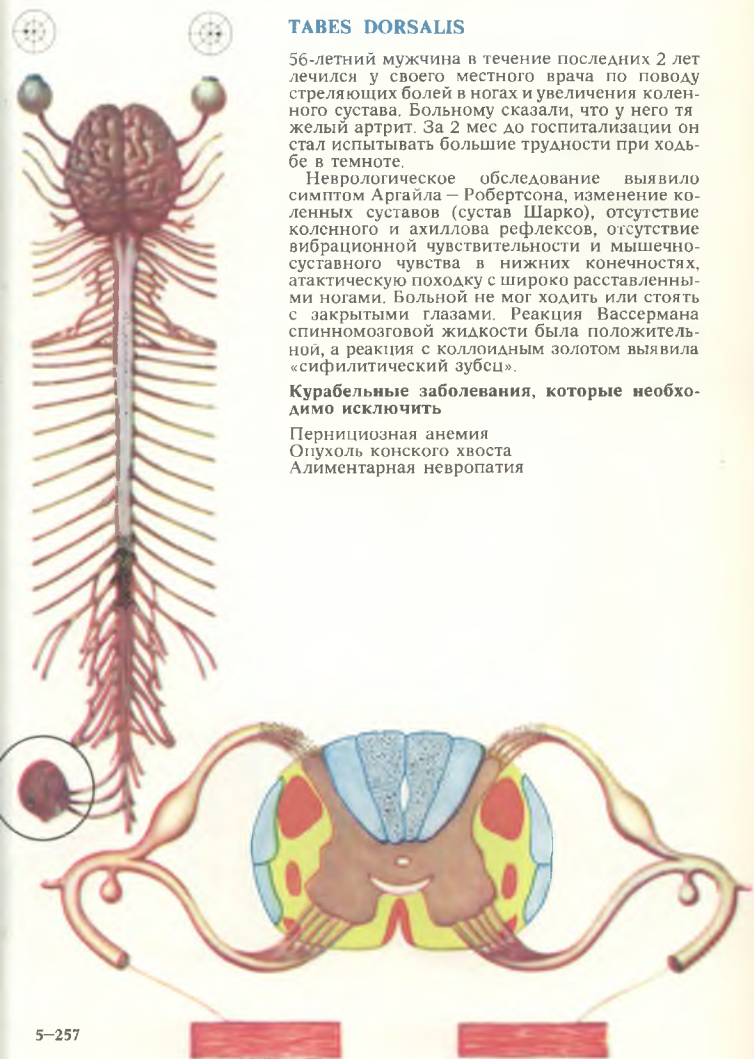 TABES DORSALIS
56-летний мужчина в течение последних 2 лет
лечился у своего местного врача по поводу
стреляющих болей в ногах и увеличения колен-
ного сустава. Больному сказали, что у него тя
желый артрит. За 2 мес до госпитализации он
стал испытывать большие трудности при ходь-
бе в темноте.
Неврологическое обследование выявило
симптом Аргайла — Робертсона, изменение ко-
ленных суставов (сустав Шарко), отсутствие
коленного и ахиллова рефлексов, отсутствие
вибрационной чувствительности и мышечно-
суставного чувства в нижних конечностях,
атактическую походку с широко расставленны-
ми ногами. Больной не мог ходить или стоять
с закрытыми глазами. Реакция Вассермана
спинномозговой жидкости была положитель-
ной, а реакция с коллоидным золотом выявила
«сифилитический зубец».
Курабельные заболевания, которые необхо-
димо исключить
Пернициозная анемия
Опухоль конского хвоста
Алиментарная невропатия
5—257